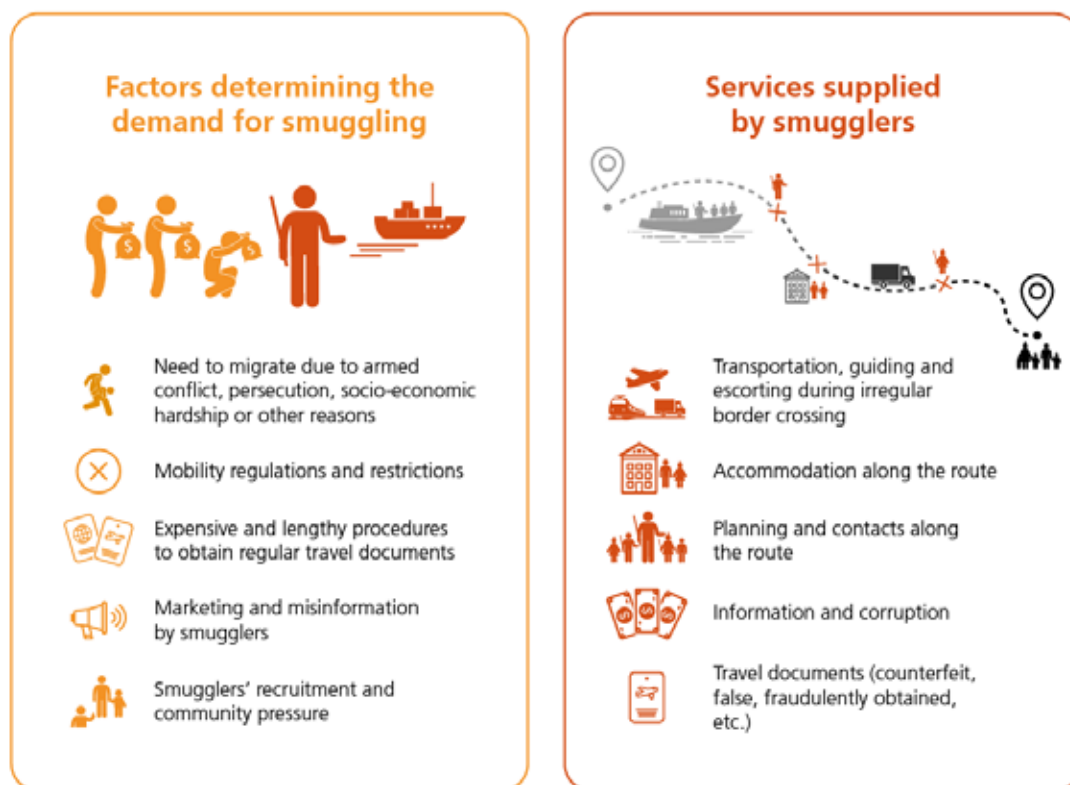 Factors determining the
demand for smuggling
$
$
$
Need to migrate due to armed
conflict, persecution, socio-economic
hardship or other reasons
Mobility regulations and restrictions
Expensive and lengthy procedures
to obtain regular travel documents
Marketing and misinformation
by smugglers
Smugglers' recruitment and
community pressure
Services supplied
by smugglers
Transportation, guiding and
escorting during irregular
border crossing
Accommodation along the route
Planning and contacts along
the route
$ $ $
Information and corruption
Travel documents (counterfeit,
false, fraudulently obtained,
etc.)